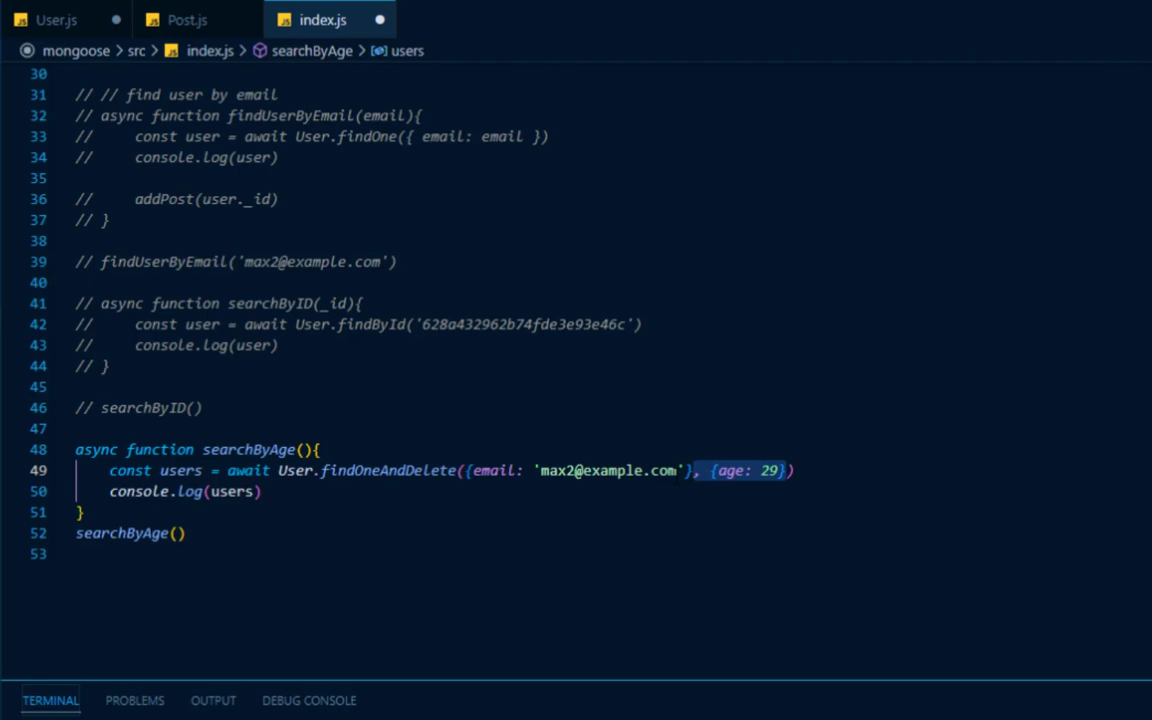 JS User.js JS Post.js JS index.js
mongoose > src > JS index.js > searchByAge > users
30
31 // // find user by email
32 // async function findUserByEmail(email){
33 //     const user = await User.findOne({ email: email })
34 //     console.log(user)
35
36 //     addPost(user._id)
37 // }
38
39 // findUserByEmail('max2@example.com')
40
41 // async function searchByID(_id){
42 //     const user = await User.findById('628a432962b74fde3e93e46c')
43 //     console.log(user)
44 // }
45
46 // searchByID()
47
48 async function searchByAge(){
49     const users = await User.findOneAndDelete({email: 'max2@example.com'}, {age: 29})
50     console.log(users)
51 }
52 searchByAge()
53
TERMINAL PROBLEMS OUTPUT DEBUG CONSOLE